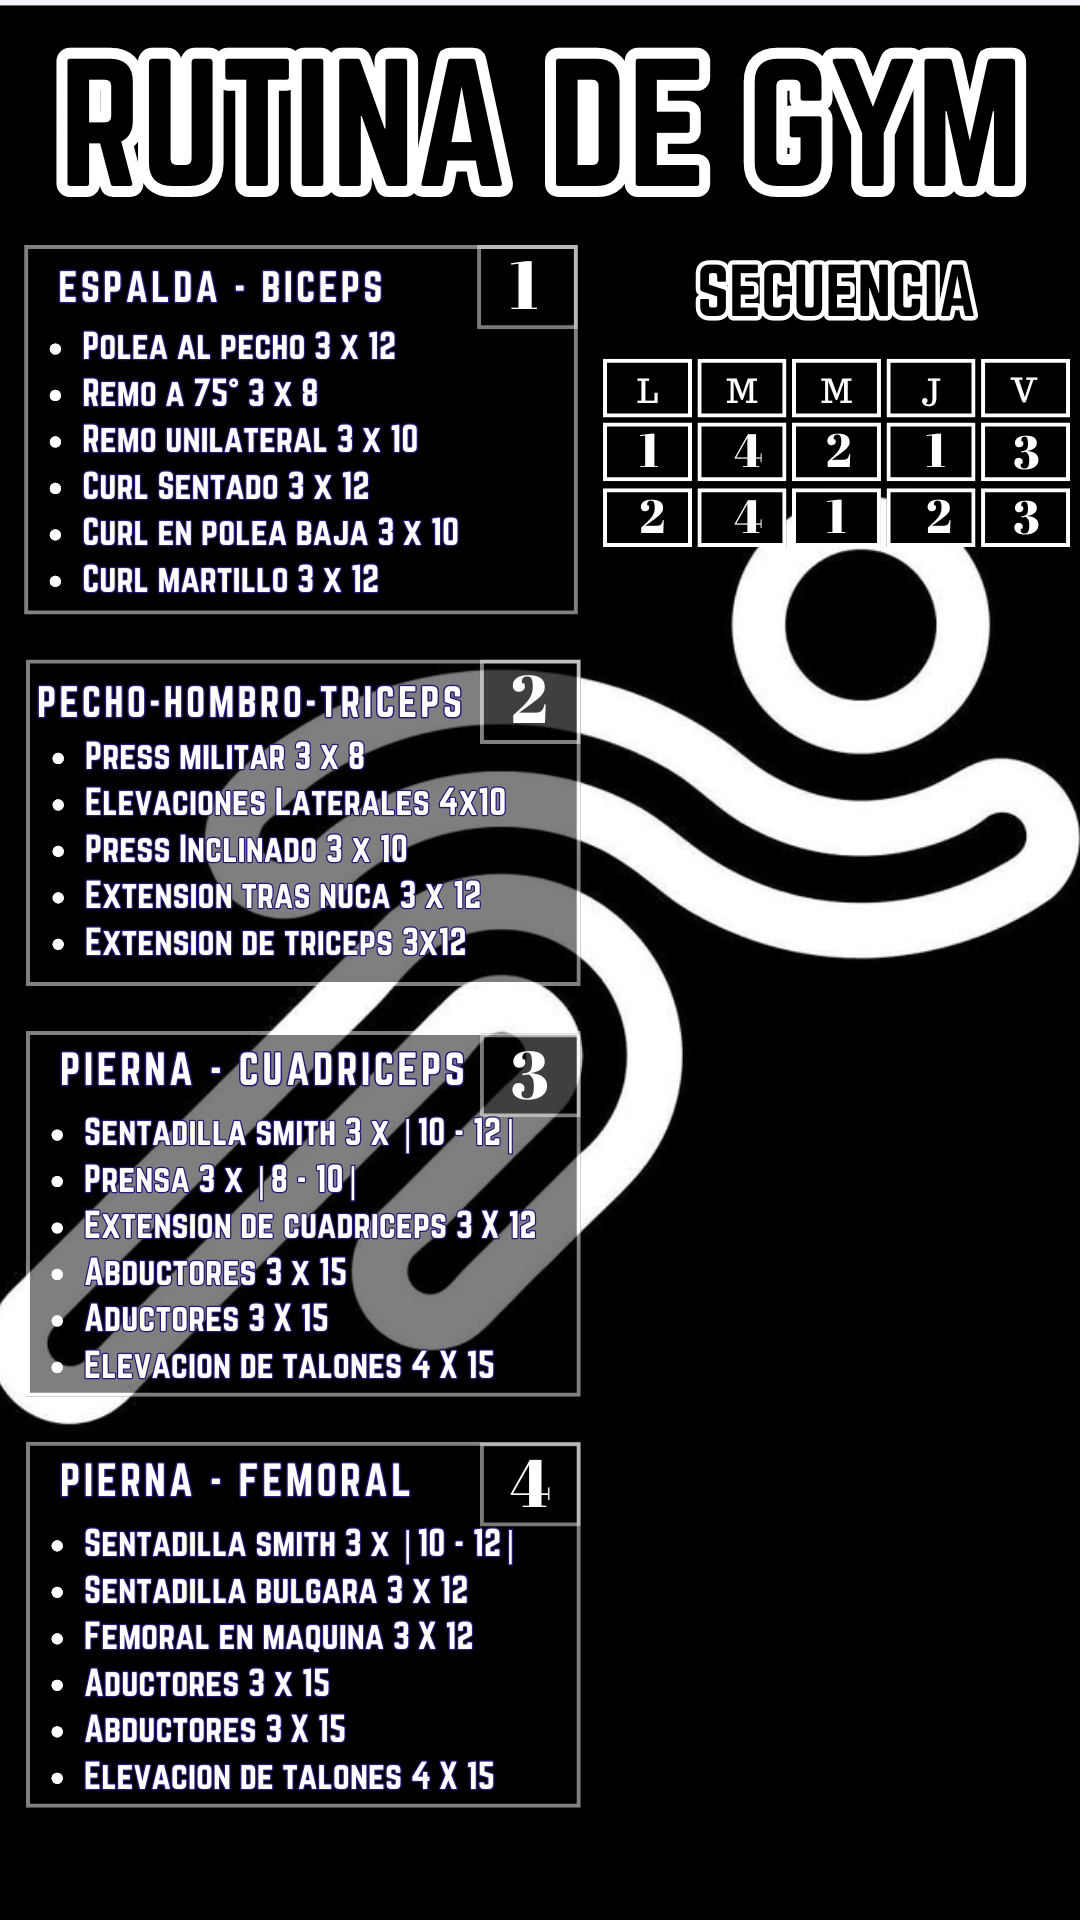 RUTINA DE GYM
ESPALDA - BICEPS
1
• POLEA AL PECHO 3 X 12
• REMO A 75° 3 X 8
• REMO UNILATERAL 3 X 10
• CURL SENTADO 3 X 12
• CURL EN POLEA BAJA 3 X 10
• CURL MARTILLO 3 X 12
SECUENCIA
L M M J V
1 4 2 1 3
2 4 1 2 3
PECHO-HOMBRO-TRICEPS
2
• PRESS MILITAR 3 X 8
• ELEVACIONES LATERALES 4X10
• PRESS INCLINADO 3 X 10
• EXTENSION TRAS NUCA 3 X 12
• EXTENSION DE TRICEPS 3X12
PIERNA - CUADRICEPS
3
• SENTADILLA SMITH 3 X |10 - 12|
• PRENSA 3 X |8 - 10|
• EXTENSION DE CUADRICEPS 3 X 12
• ABDUCTORES 3 X 15
• ADUCTORES 3 X 15
• ELEVACION DE TALONES 4 X 15
PIERNA - FEMORAL
4
• SENTADILLA SMITH 3 X |10 - 12|
• SENTADILLA BULGARA 3 X 12
• FEMORAL EN MAQUINA 3 X 12
• ADUCTORES 3 X 15
• ABDUCTORES 3 X 15
• ELEVACION DE TALONES 4 X 15